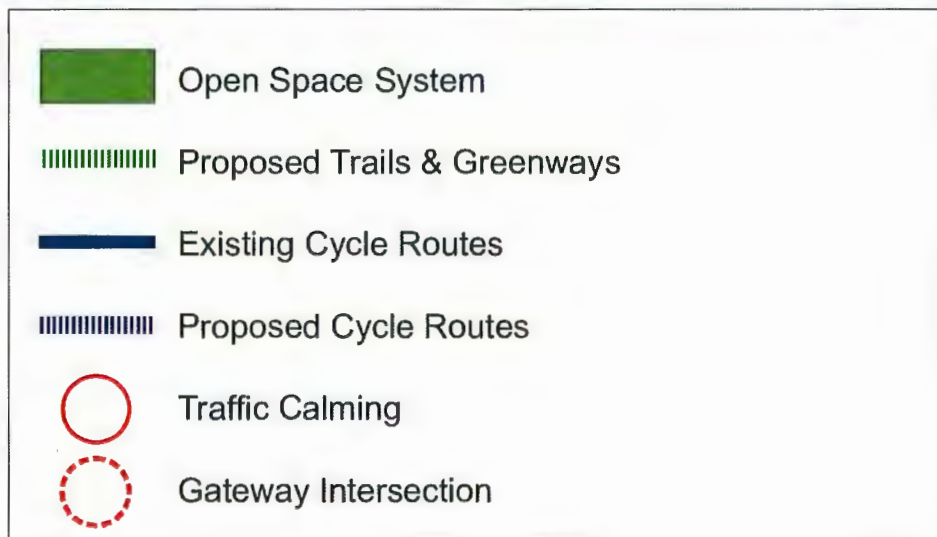 Open Space System
Proposed Trails & Greenways
Existing Cycle Routes
Proposed Cycle Routes
Traffic Calming
Gateway Intersection